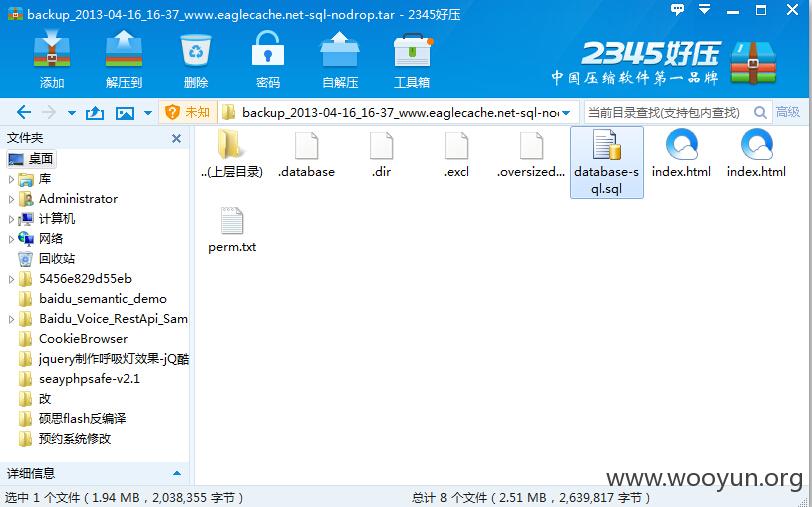 backup_2013-04-16_16-37_www.eaglecache.net-sql-nodrop.tar - 2345好压
添加 解压到 删除 密码 自解压 工具箱
2345好压
中国压缩软件第一品牌
未知 backup_2013-04-16_16-37_www.eaglecache.net-sql-no 当前目录查找(支持包内查找) 高级
文件夹
桌面
库
Administrator
计算机
网络
回收站
5456e829d55eb
baidu_semantic_demo
Baidu_Voice_RestApi_Sam
CookieBrowser
jquery制作呼吸灯效果-jQ酷
seayphpsafe-v2.1
改
硕思flash反编译
预约系统修改
..(上层目录) .database .dir .excl .oversized... database-s
ql.sql index.html index.html
perm.txt
详细信息
www.wooyun.org
选中 1 个文件（1.94 MB，2,038,355 字节） 总计 8 个文件（2.51 MB，2,639,817 字节）